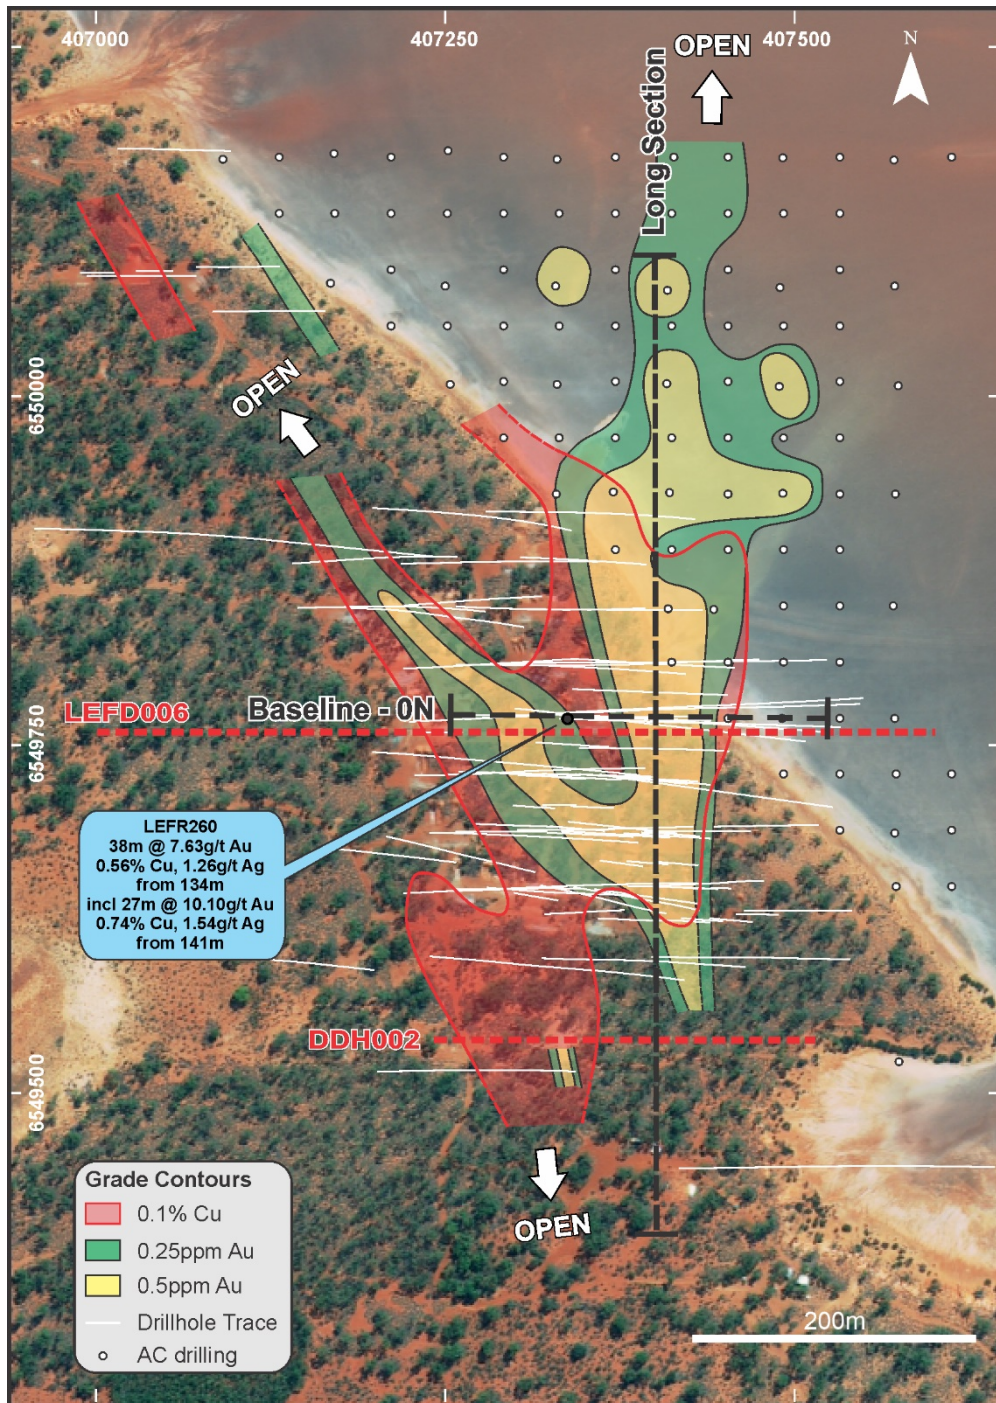 407000
407250
407500
OPEN
N
Long Section
6550000
OPEN
LEFD006
Baseline - 0N
6549750
LEFR260
38m @ 7.63g/t Au
0.56% Cu, 1.26g/t Ag
from 134m
incl 27m @ 10.10g/t Au
0.74% Cu, 1.54g/t Ag
from 141m
DDH002
6549500
OPEN
Grade Contours
0.1% Cu
0.25ppm Au
0.5ppm Au
Drillhole Trace
AC drilling
200m